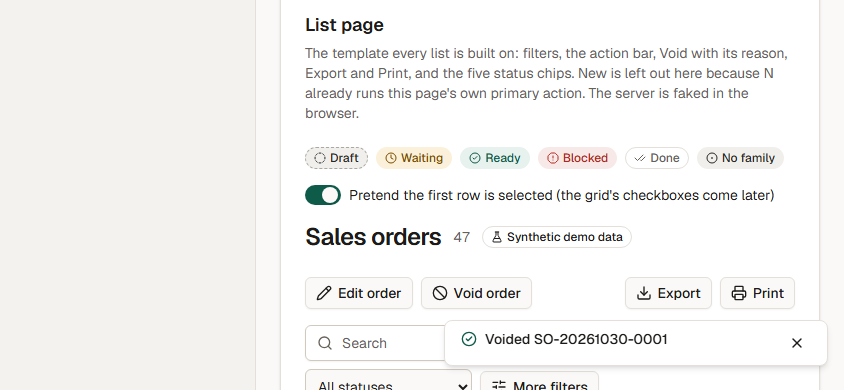 List page
The template every list is built on: filters, the action bar, Void with its reason,
Export and Print, and the five status chips. New is left out here because N
already runs this page's own primary action. The server is faked in the
browser.
Draft Waiting Ready Blocked Done No family
Pretend the first row is selected (the grid's checkboxes come later)
Sales orders 47 Synthetic demo data
Edit order Void order Export Print
Search Voided SO-20261030-0001
All statuses More filters